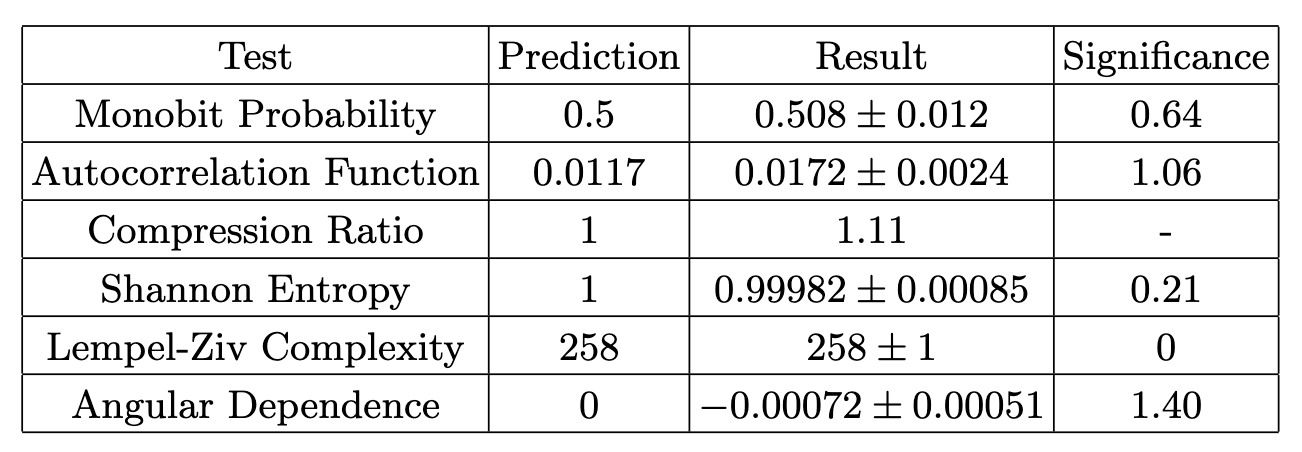 Test Prediction Result Significance
Monobit Probability 0.5 0.508 ± 0.012 0.64
Autocorrelation Function 0.0117 0.0172 ± 0.0024 1.06
Compression Ratio 1 1.11 -
Shannon Entropy 1 0.99982 ± 0.00085 0.21
Lempel-Ziv Complexity 258 258 ± 1 0
Angular Dependence 0 −0.00072 ± 0.00051 1.40